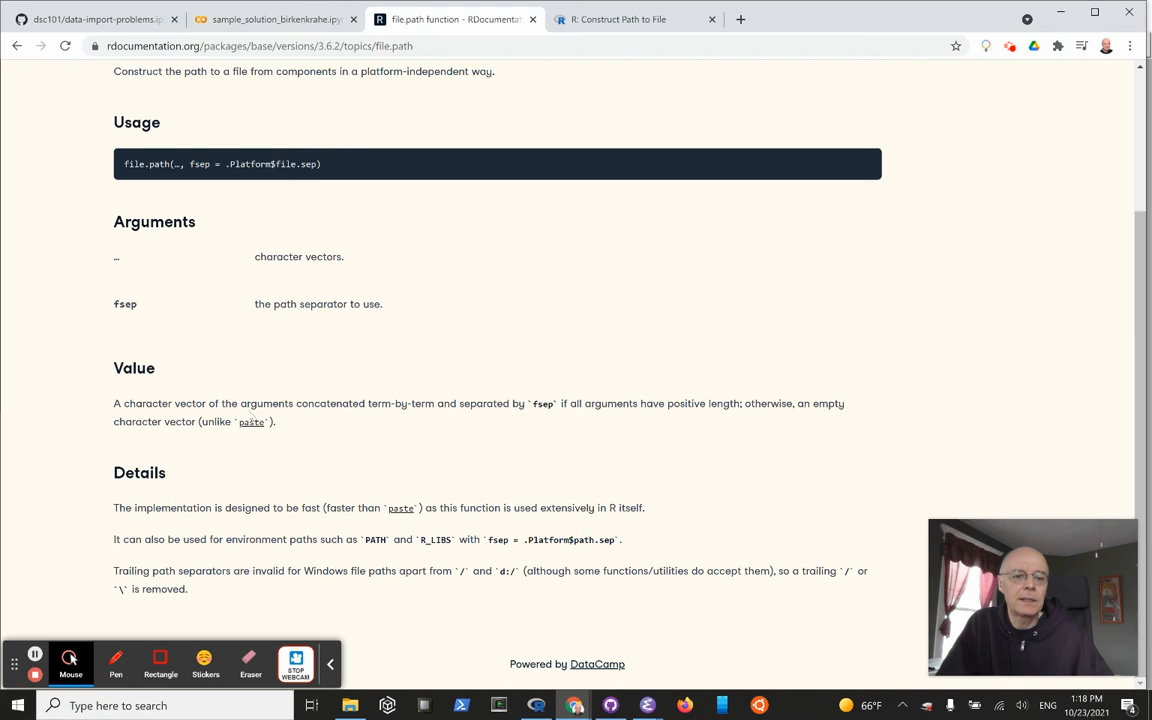 dsc101/data-import-problems.ip
sample_solution_birkenkrahe.ipy
file.path function - RDocumenta
R: Construct Path to File
rdocumentation.org/packages/base/versions/3.6.2/topics/file.path
Construct the path to a file from components in a platform-independent way.
Usage
file.path(…, fsep = .Platform$file.sep)
Arguments
… character vectors.
fsep the path separator to use.
Value
A character vector of the arguments concatenated term-by-term and separated by `fsep` if all arguments have positive length; otherwise, an empty
character vector (unlike `paste`).
Details
The implementation is designed to be fast (faster than `paste`) as this function is used extensively in R itself.
It can also be used for environment paths such as `PATH` and `R_LIBS` with `fsep = .Platform$path.sep`.
Trailing path separators are invalid for Windows file paths apart from `/` and `d:/` (although some functions/utilities do accept them), so a trailing `/` or
`\` is removed.
Mouse
Pen
Rectangle
Stickers
Eraser
STOP
WEBCAM
Powered by DataCamp
Type here to search
66°F
ENG
1:18 PM
10/23/2021
4